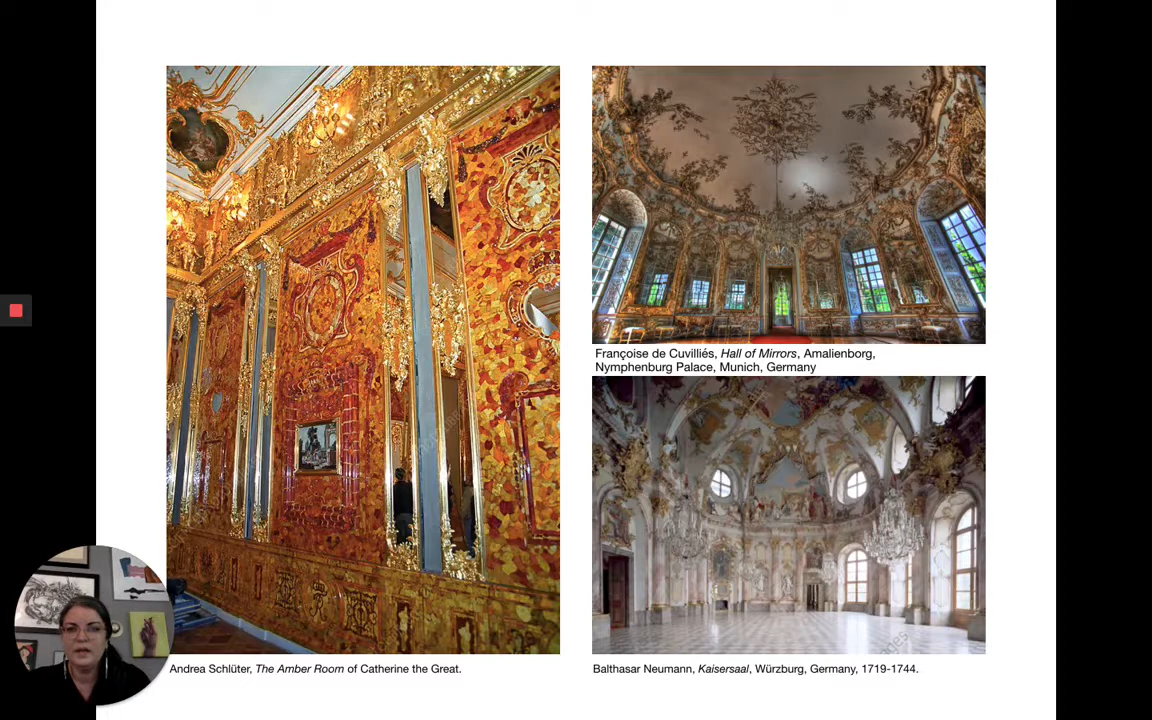 Françoise de Cuvilliés, Hall of Mirrors, Amalienborg,
Nymphenburg Palace, Munich, Germany
Andrea Schlüter, The Amber Room of Catherine the Great.
Balthasar Neumann, Kaisersaal, Würzburg, Germany, 1719-1744.